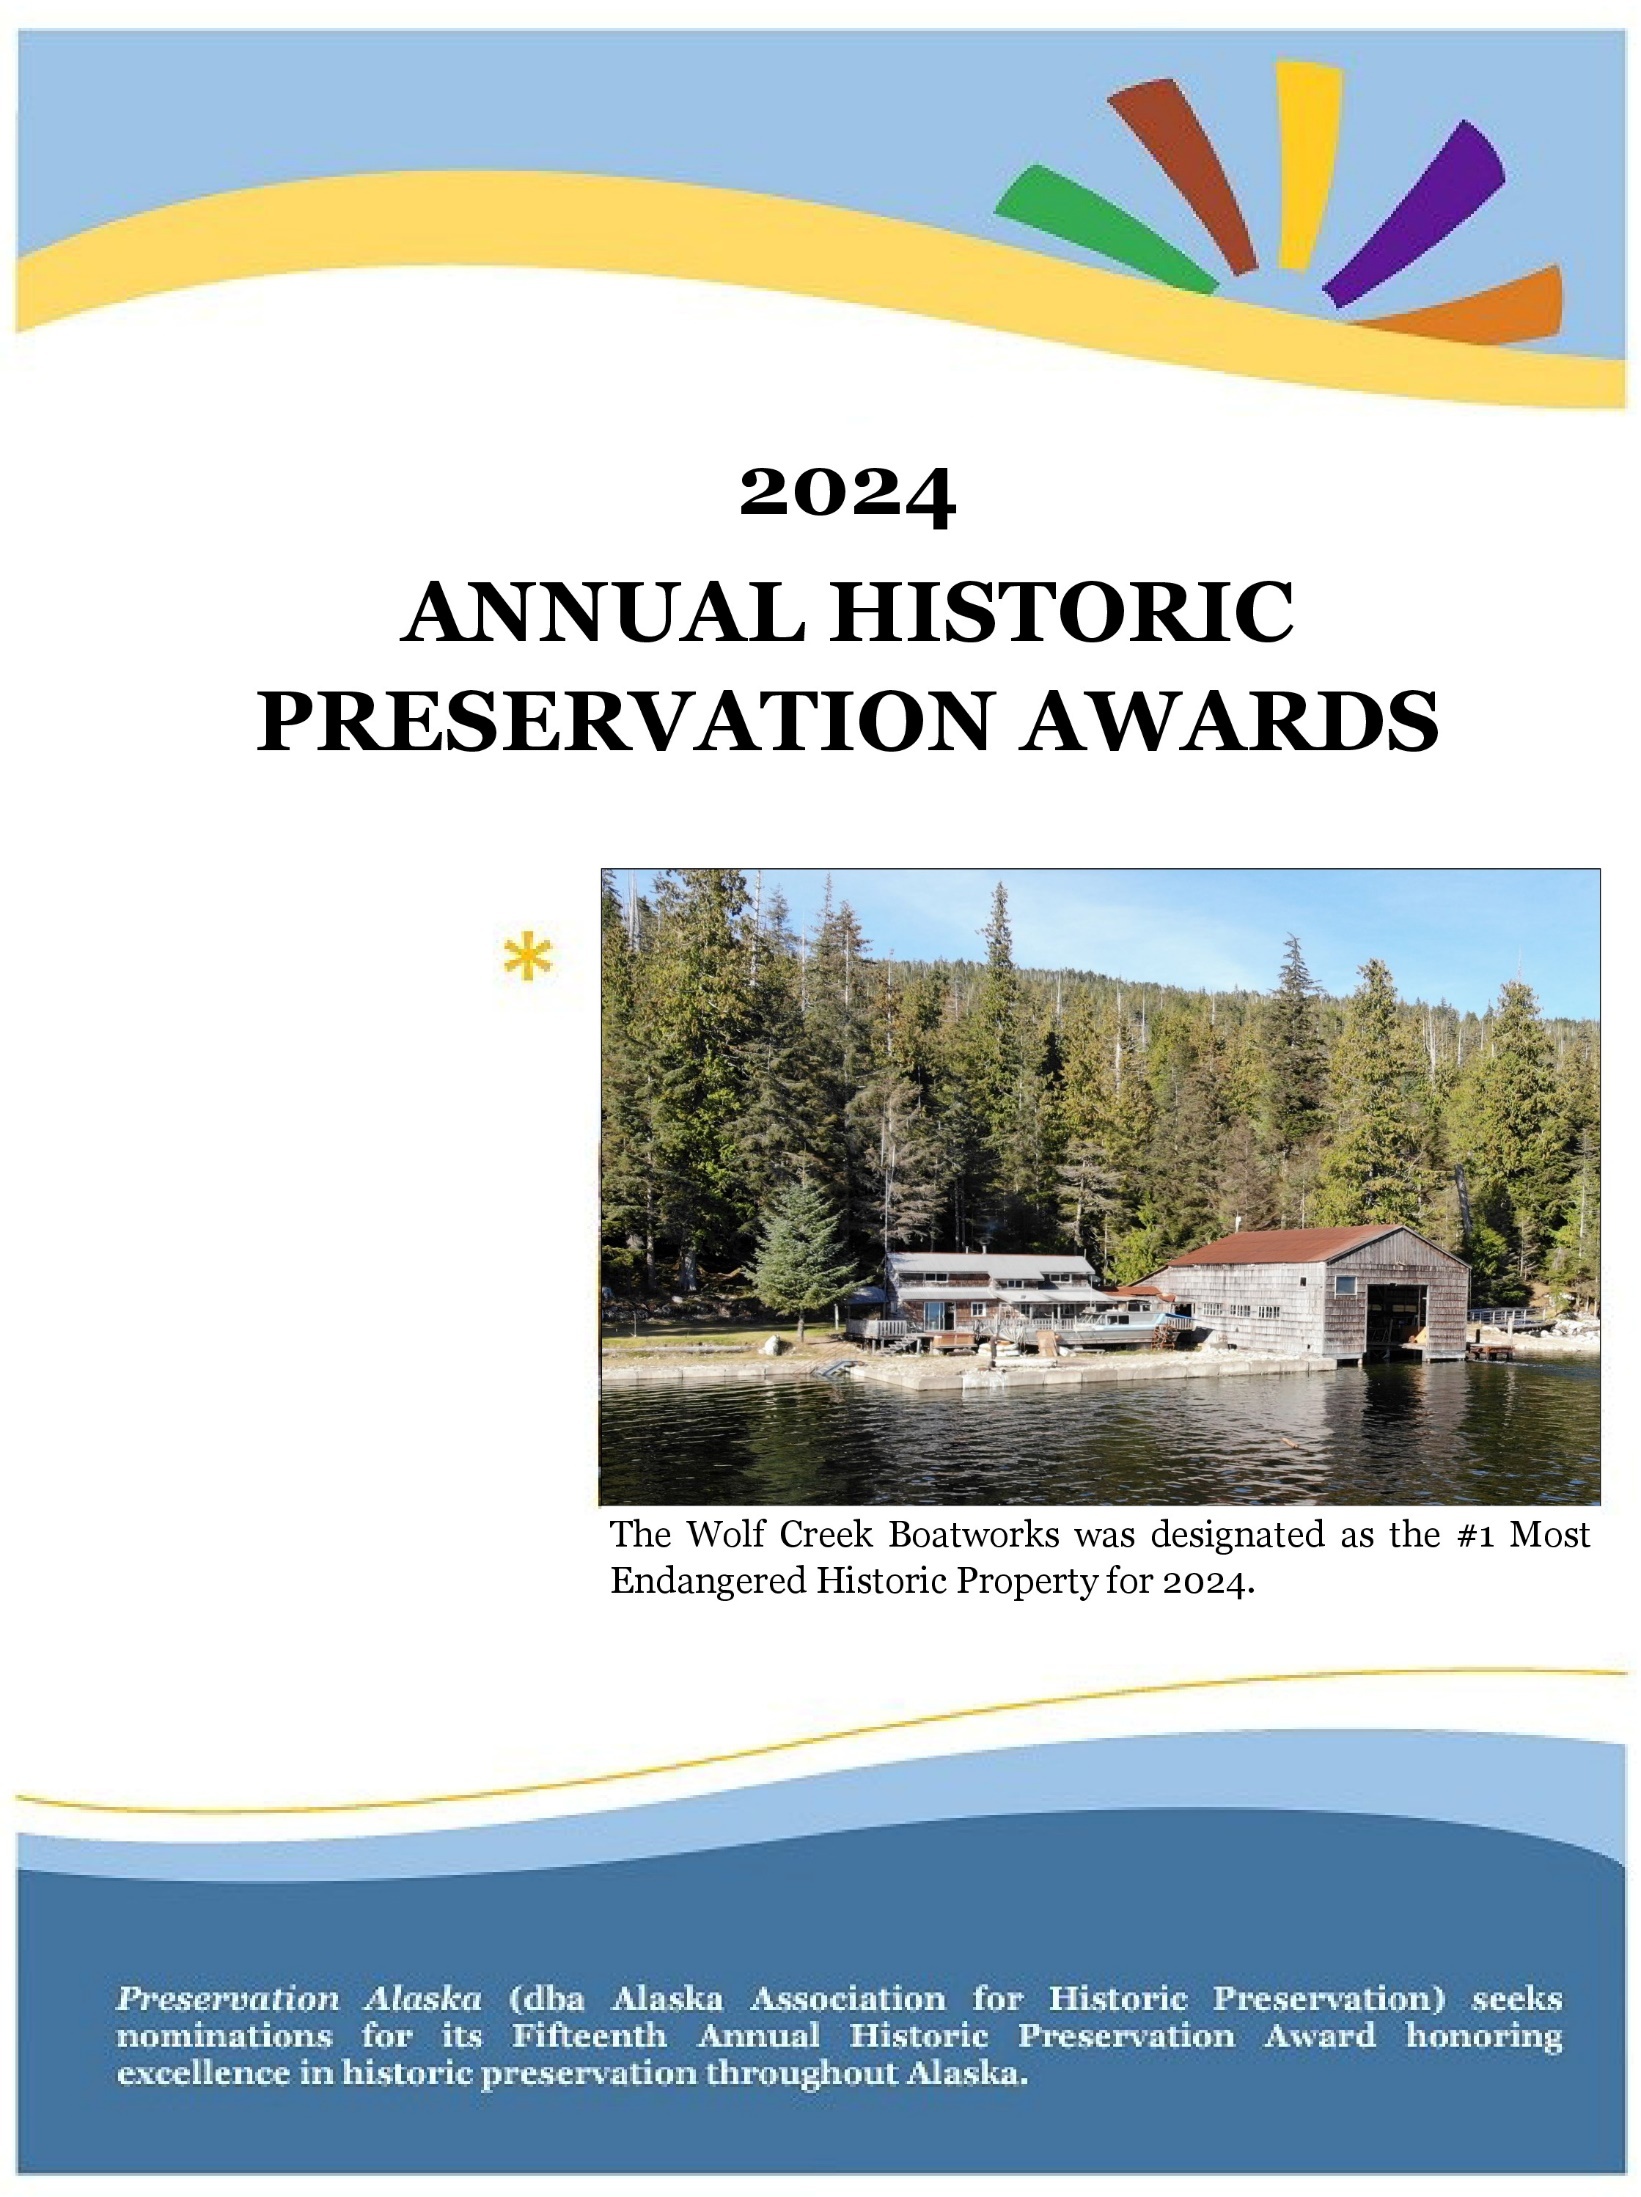 2024
ANNUAL HISTORIC
PRESERVATION AWARDS
*
The Wolf Creek Boatworks was designated as the #1 Most
Endangered Historic Property for 2024.
Preservation Alaska (dba Alaska Association for Historic Preservation) seeks
nominations for its Fifteenth Annual Historic Preservation Award honoring
excellence in historic preservation throughout Alaska.